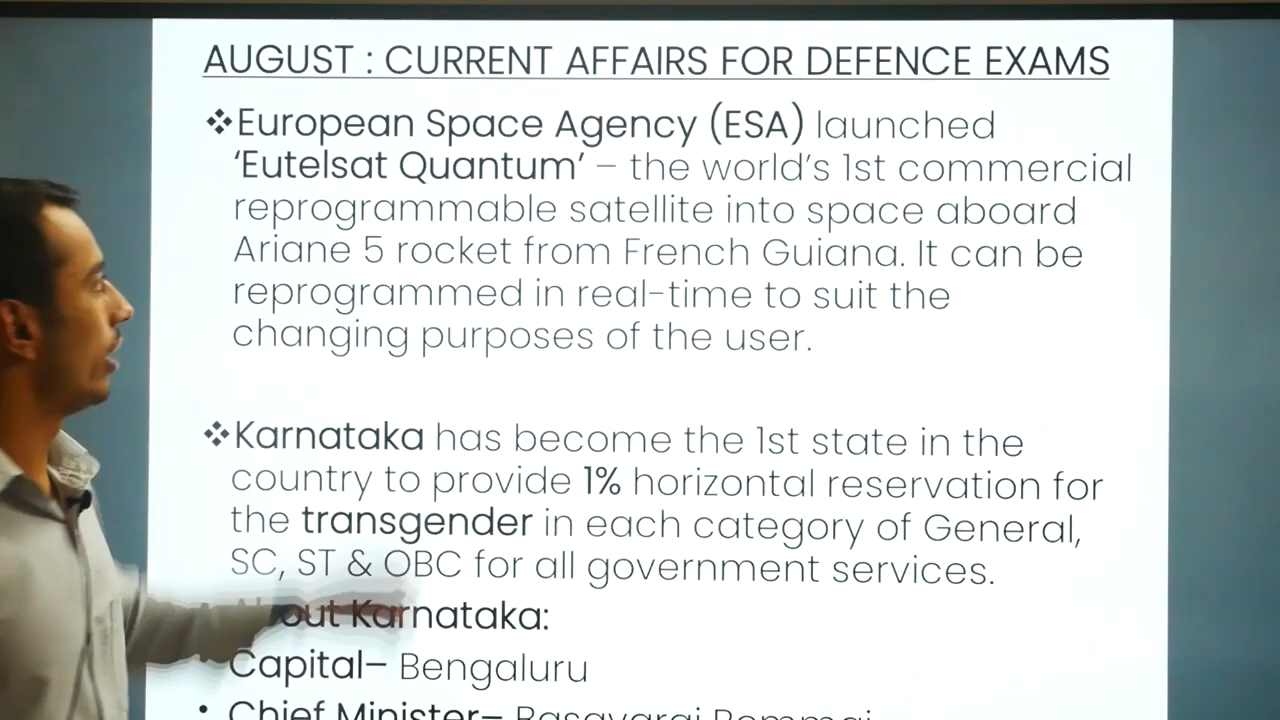 AUGUST : CURRENT AFFAIRS FOR DEFENCE EXAMS
❖European Space Agency (ESA) launched
‘Eutelsat Quantum’ – the world’s 1st commercial
reprogrammable satellite into space aboard
Ariane 5 rocket from French Guiana. It can be
reprogrammed in real-time to suit the
changing purposes of the user.
❖Karnataka has become the 1st state in the
country to provide 1% horizontal reservation for
the transgender in each category of General,
SC, ST & OBC for all government services.
Karnataka:
• Capital– Bengaluru
• Chief Minister– Basavaraj Bommai